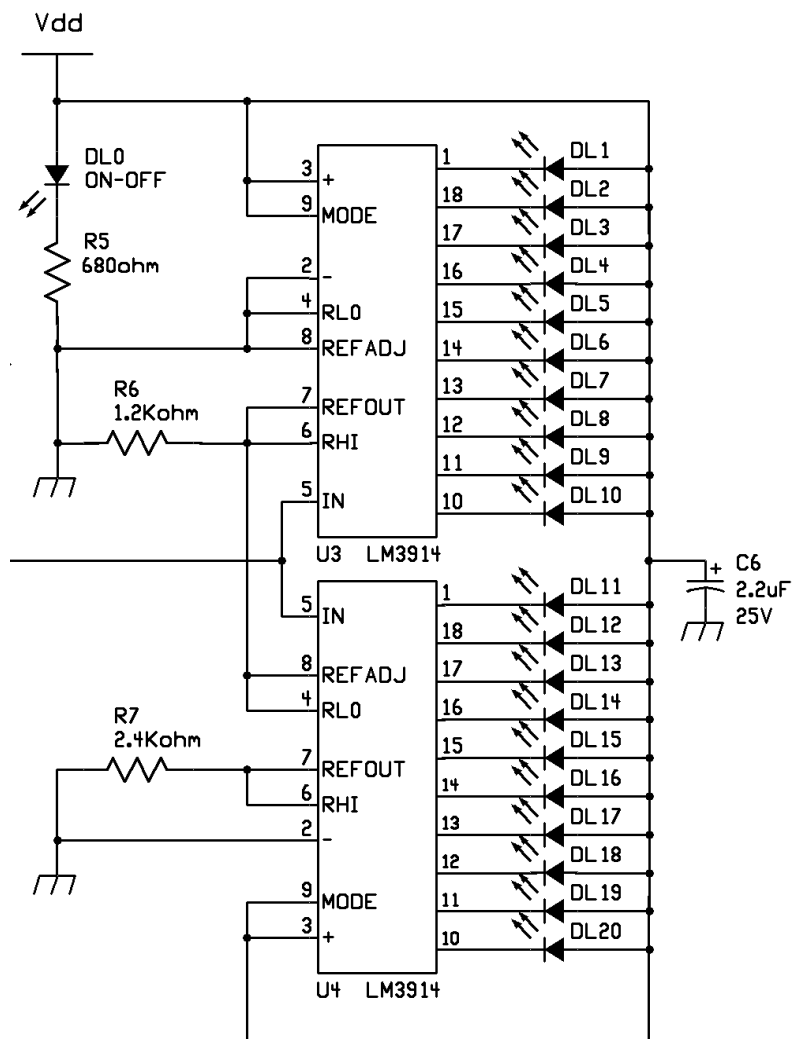 Vdd
DL0
ON-OFF
R5
680ohm
R6
1.2Kohm
3
+
9
MODE
2
-
4
RLO
8
REFADJ
7
REFOUT
6
RHI
5
IN
U3 LM3914
1
DL1
18
DL2
17
DL3
16
DL4
15
DL5
14
DL6
13
DL7
12
DL8
11
DL9
10
DL10
+
C6
2.2uF
25V
5
IN
8
REFADJ
4
RLO
R7
2.4Kohm
7
REFOUT
6
RHI
2
-
9
MODE
3
+
U4 LM3914
1
DL11
18
DL12
17
DL13
16
DL14
15
DL15
14
DL16
13
DL17
12
DL18
11
DL19
10
DL20